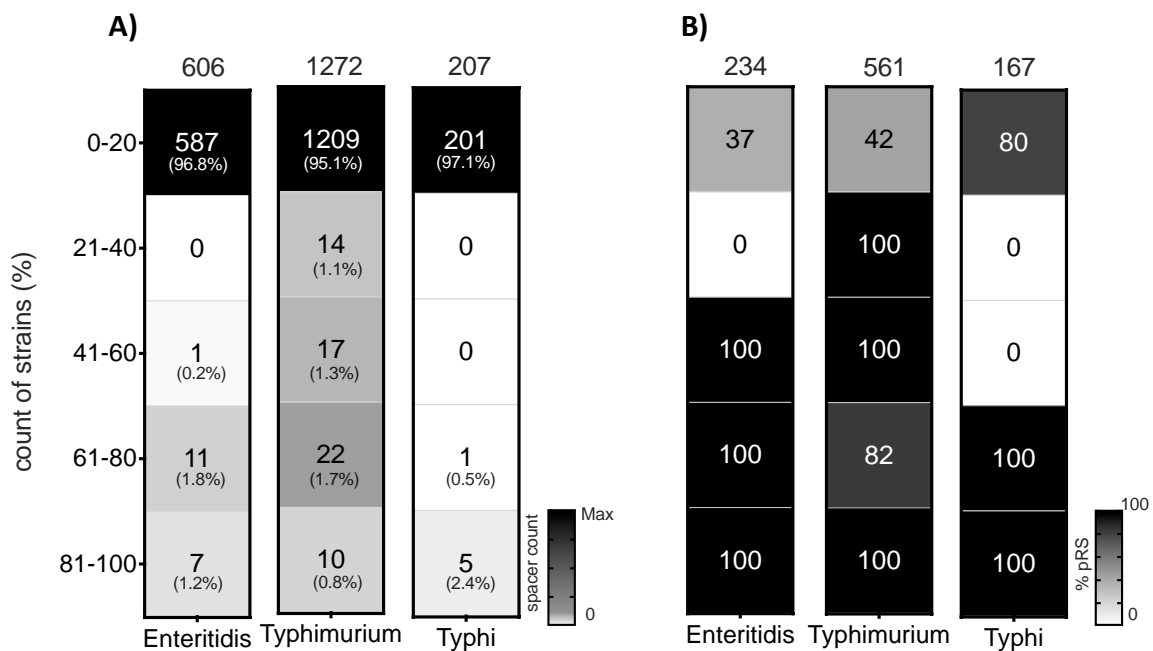 A)
606 1272 207
0-20 587 1209 201
(96.8%) (95.1%) (97.1%)
21-40 0 14 0
(1.1%)
41-60 1 17 0
(0.2%) (1.3%)
61-80 11 22 1
(1.8%) (1.7%) (0.5%)
81-100 7 10 5
(1.2%) (0.8%) (2.4%)
Enteritidis Typhimurium Typhi
count of strains (%)
spacer count
Max
0
B)
234 561 167
37 42 80
0 100 0
100 100 0
100 82 100
100 100 100
Enteritidis Typhimurium Typhi
% pRS
100
0